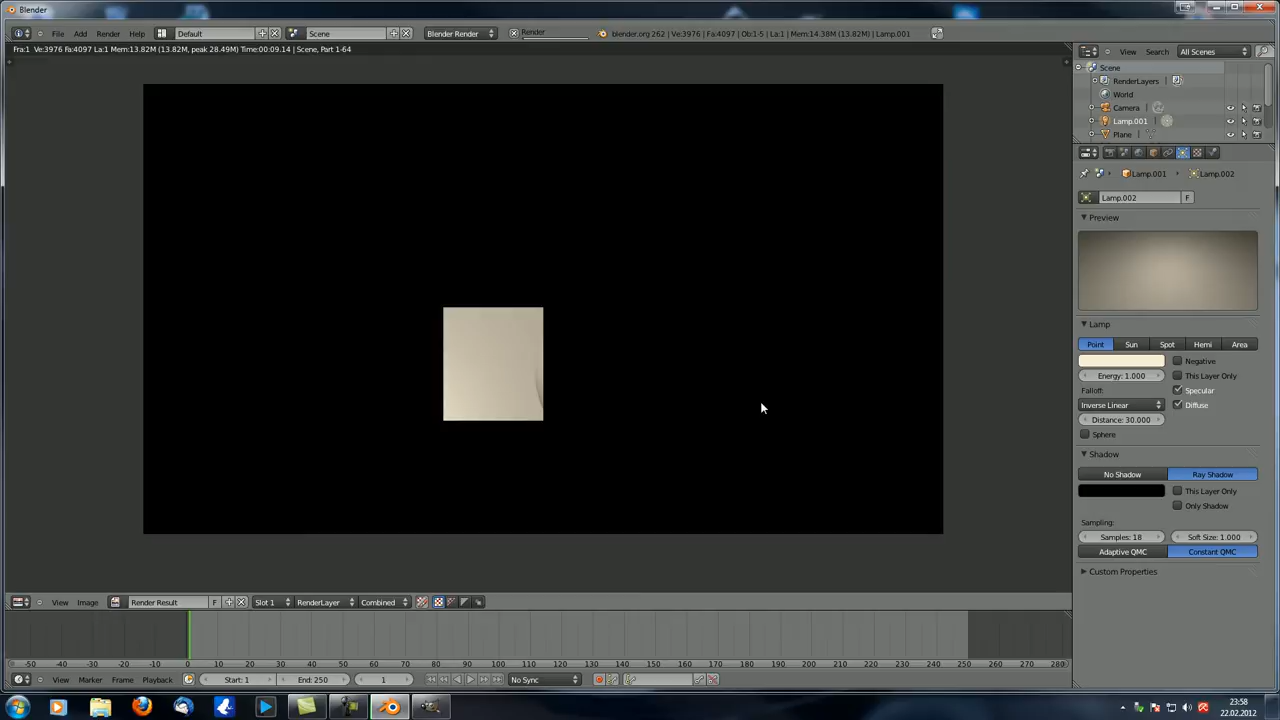 Blender
File Add Render Help Default Scene Blender Render Render blender.org 262 | Ve:3976 | Fa:4097 | Ob:1-5 | La:1 | Mem:14.38M (13.82M) | Lamp.001
Fra:1 Ve:3976 Fa:4097 La:1 Mem:13.82M (13.82M, peak 28.49M) Time:00:09.14 | Scene, Part 1-64
View Search All Scenes
Scene
RenderLayers
World
Camera
Lamp.001
Plane
Lamp.001 Lamp.002
Lamp.002 F
Preview
Lamp
Point Sun Spot Hemi Area
Negative
Energy: 1.000 This Layer Only
Falloff: Specular
Inverse Linear Diffuse
Distance: 30.000
Sphere
Shadow
No Shadow Ray Shadow
This Layer Only
Only Shadow
Sampling:
Samples: 18 Soft Size: 1.000
Adaptive QMC Constant QMC
Custom Properties
View Image Render Result F Slot 1 RenderLayer Combined
-50 -40 -30 -20 -10 0 10 20 30 40 50 60 70 80 90 100 110 120 130 140 150 160 170 180 190 200 210 220 230 240 250 260 270 280
View Marker Frame Playback Start: 1 End: 250 1 No Sync
23:58
22.02.2012